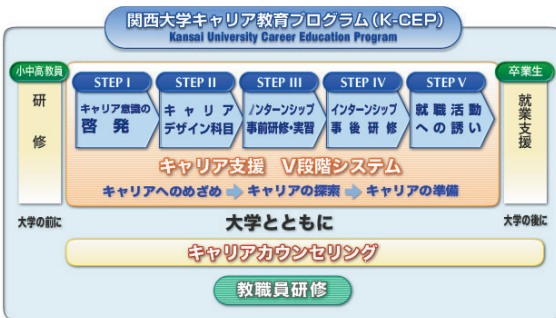 関西大学キャリア教育プログラム(K-CEP)
Kansai University Career Education Program
小中高教員
研修
大学の前に
STEP I
キャリア意識の
啓発
STEP II
キャリア
デザイン科目
STEP III
インターンシップ
事前研修・実習
STEP IV
インターンシップ
事後研修
STEP V
就職活動
への誘い
キャリア支援 V段階システム
キャリアへのめざめ→キャリアの探索→キャリアの準備
卒業生
就業支援
大学の後に
大学とともに
キャリアカウンセリング
教職員研修